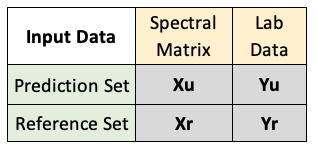 Input Data
Spectral
Matrix
Lab
Data
Prediction Set Xu Yu
Reference Set Xr Yr